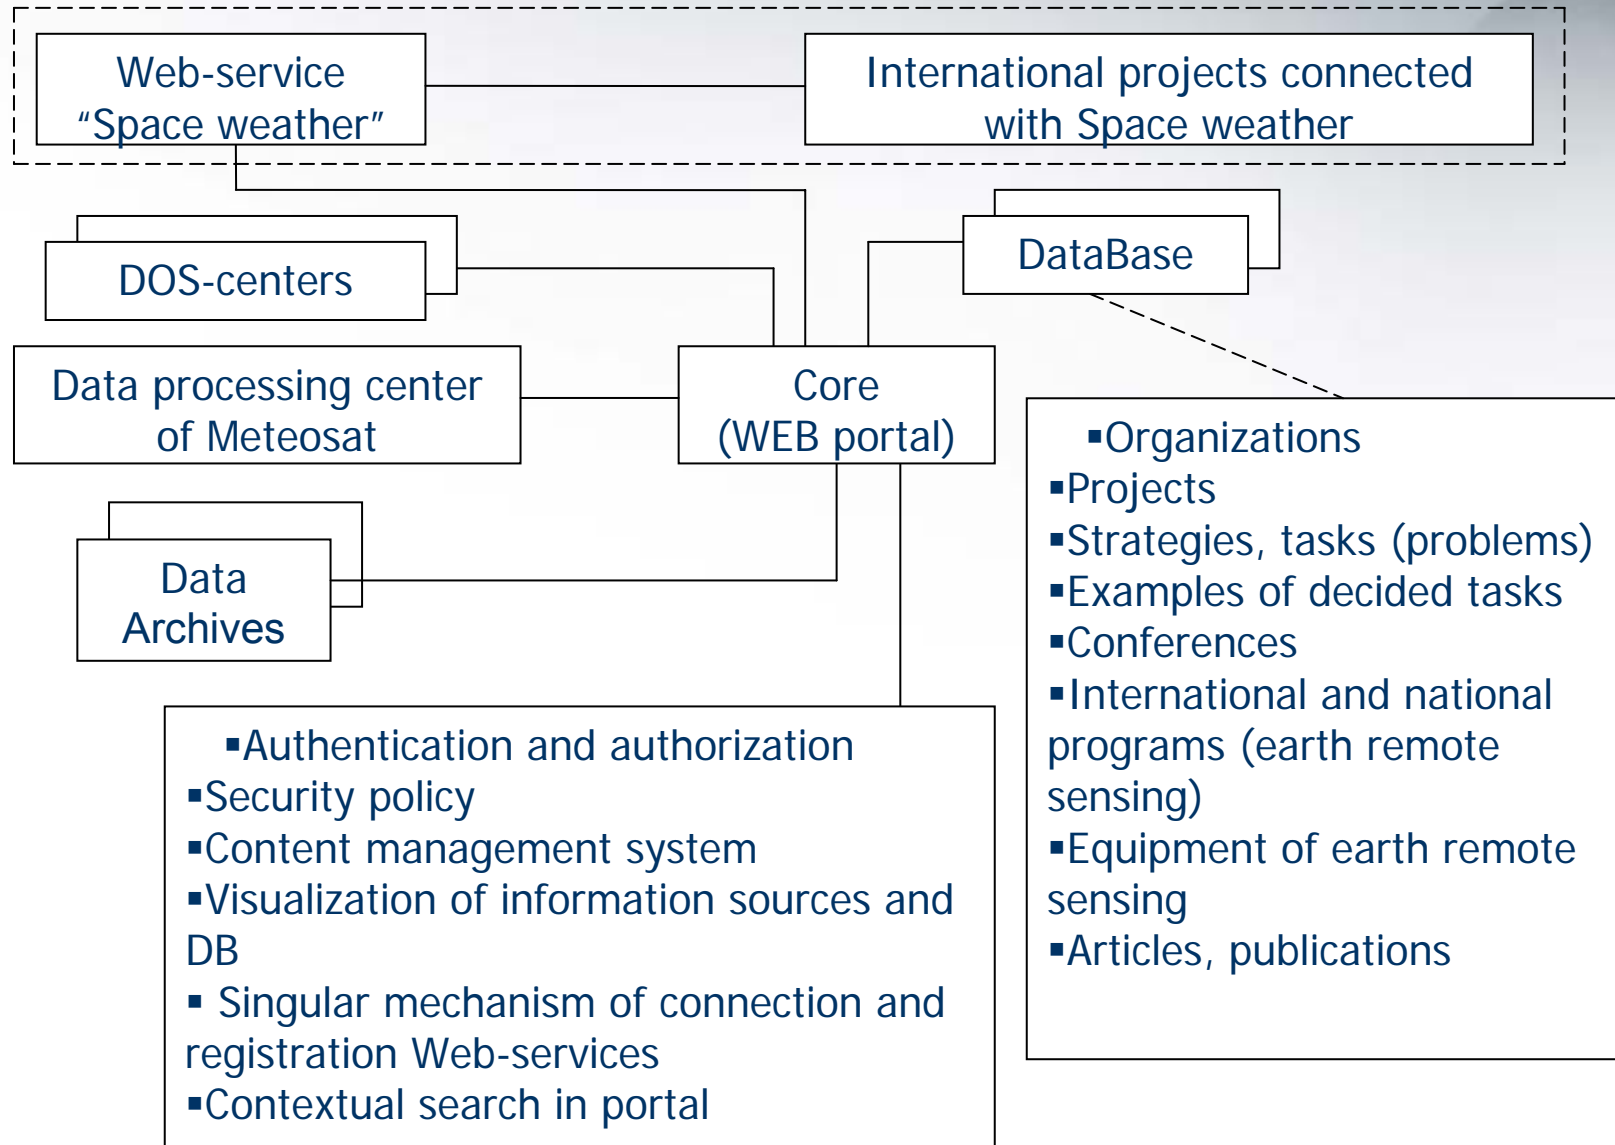 Web-service
“Space weather”
International projects connected
with Space weather
DOS-centers
DataBase
Data processing center
of Meteosat
Core
(WEB portal)
Data
Archives
▪Organizations
▪Projects
▪Strategies, tasks (problems)
▪Examples of decided tasks
▪Conferences
▪International and national
programs (earth remote
sensing)
▪Equipment of earth remote
sensing
▪Articles, publications
▪Authentication and authorization
▪Security policy
▪Content management system
▪Visualization of information sources and
DB
▪ Singular mechanism of connection and
registration Web-services
▪Contextual search in portal